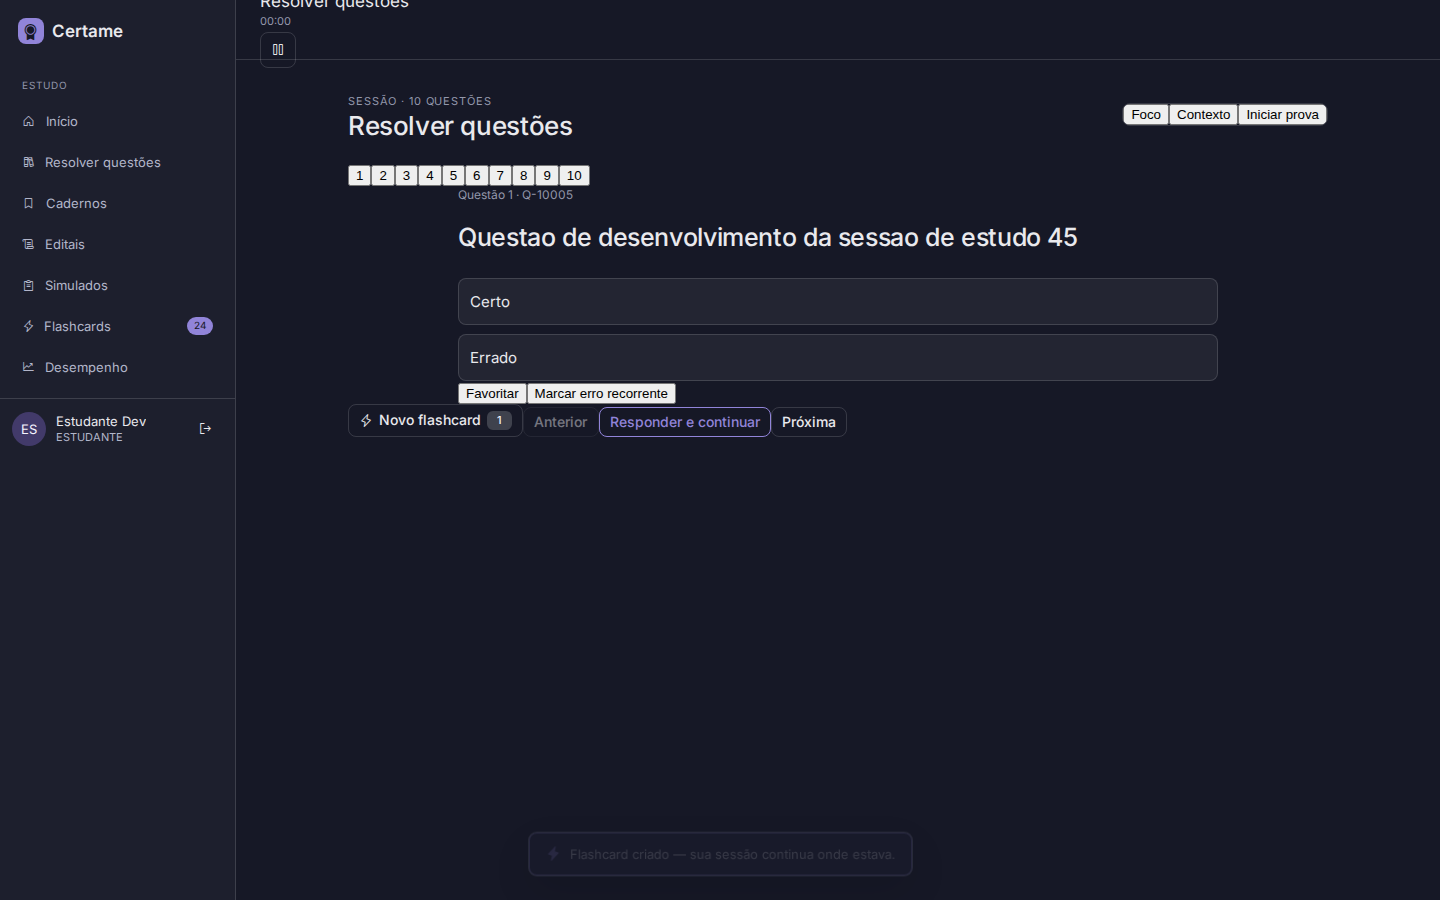 Certame
ESTUDO
Início
Resolver questões
Cadernos
Editais
Simulados
Flashcards 24
Desempenho
ES Estudante Dev
ESTUDANTE
Resolver questões
00:00
SESSÃO · 10 QUESTÕES
Resolver questões
Foco Contexto Iniciar prova
1 2 3 4 5 6 7 8 9 10
Questão 1 · Q-10005
Questao de desenvolvimento da sessao de estudo 45
Certo
Errado
Favoritar Marcar erro recorrente
Novo flashcard 1 Anterior Responder e continuar Próxima
Flashcard criado — sua sessão continua onde estava.